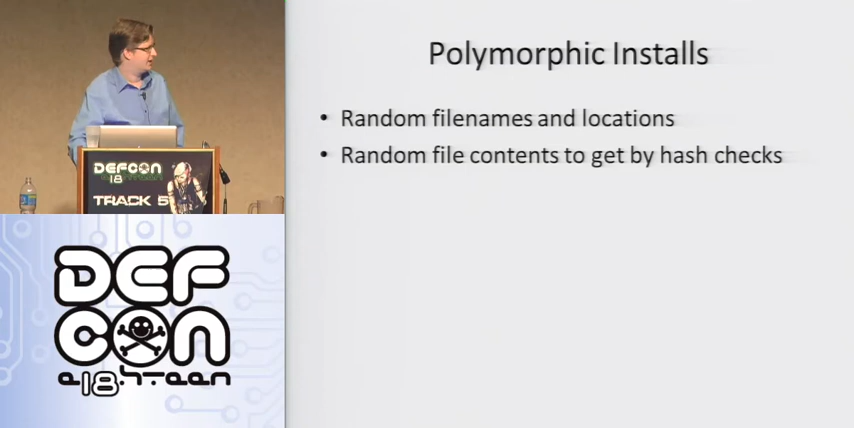 Polymorphic Installs
• Random filenames and locations
• Random file contents to get by hash checks
DEFCON
18
TRACK 5
DEF
CON
e18hteen